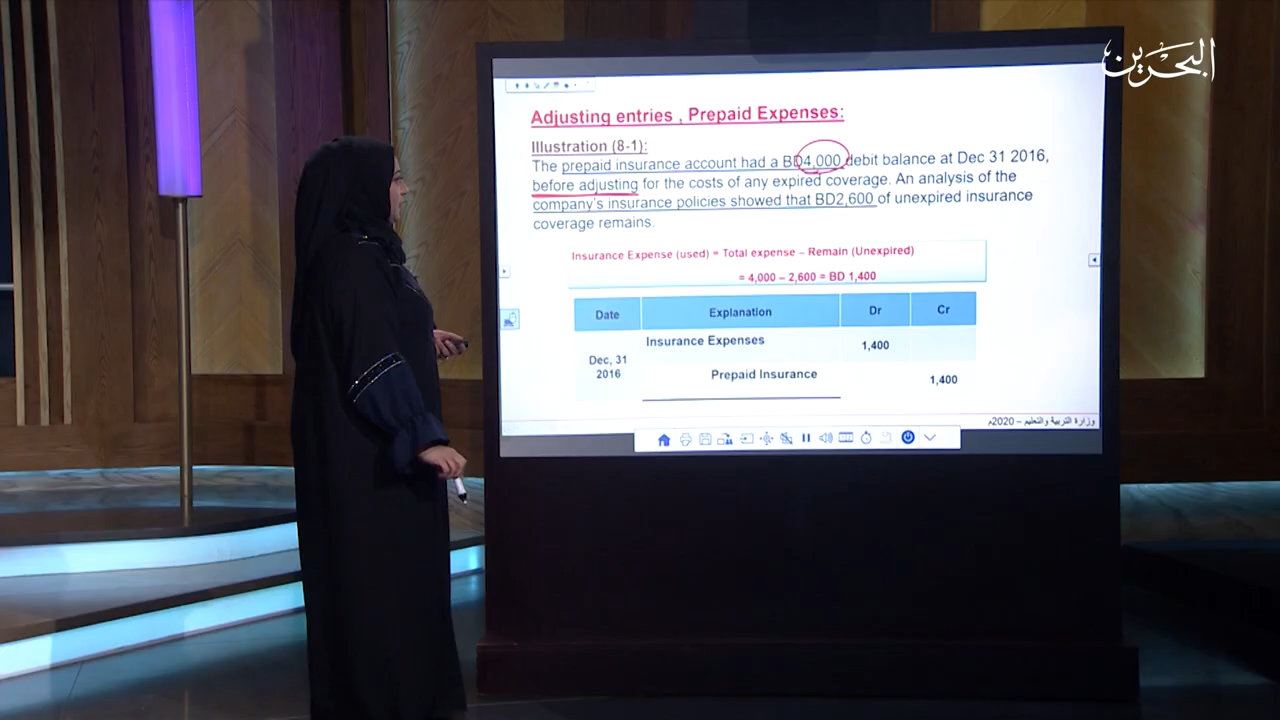 البحرين
Adjusting entries , Prepaid Expenses:
Illustration (8-1):
The prepaid insurance account had a BD4,000 debit balance at Dec 31 2016,
before adjusting for the costs of any expired coverage. An analysis of the
company's insurance policies showed that BD2,600 of unexpired insurance
coverage remains.
Insurance Expense (used) = Total expense – Remain (Unexpired)
= 4,000 – 2,600 = BD 1,400
Date Explanation Dr Cr
Insurance Expenses 1,400
Dec, 31
2016
Prepaid Insurance 1,400
وزارة التربية والتعليم – 2020م